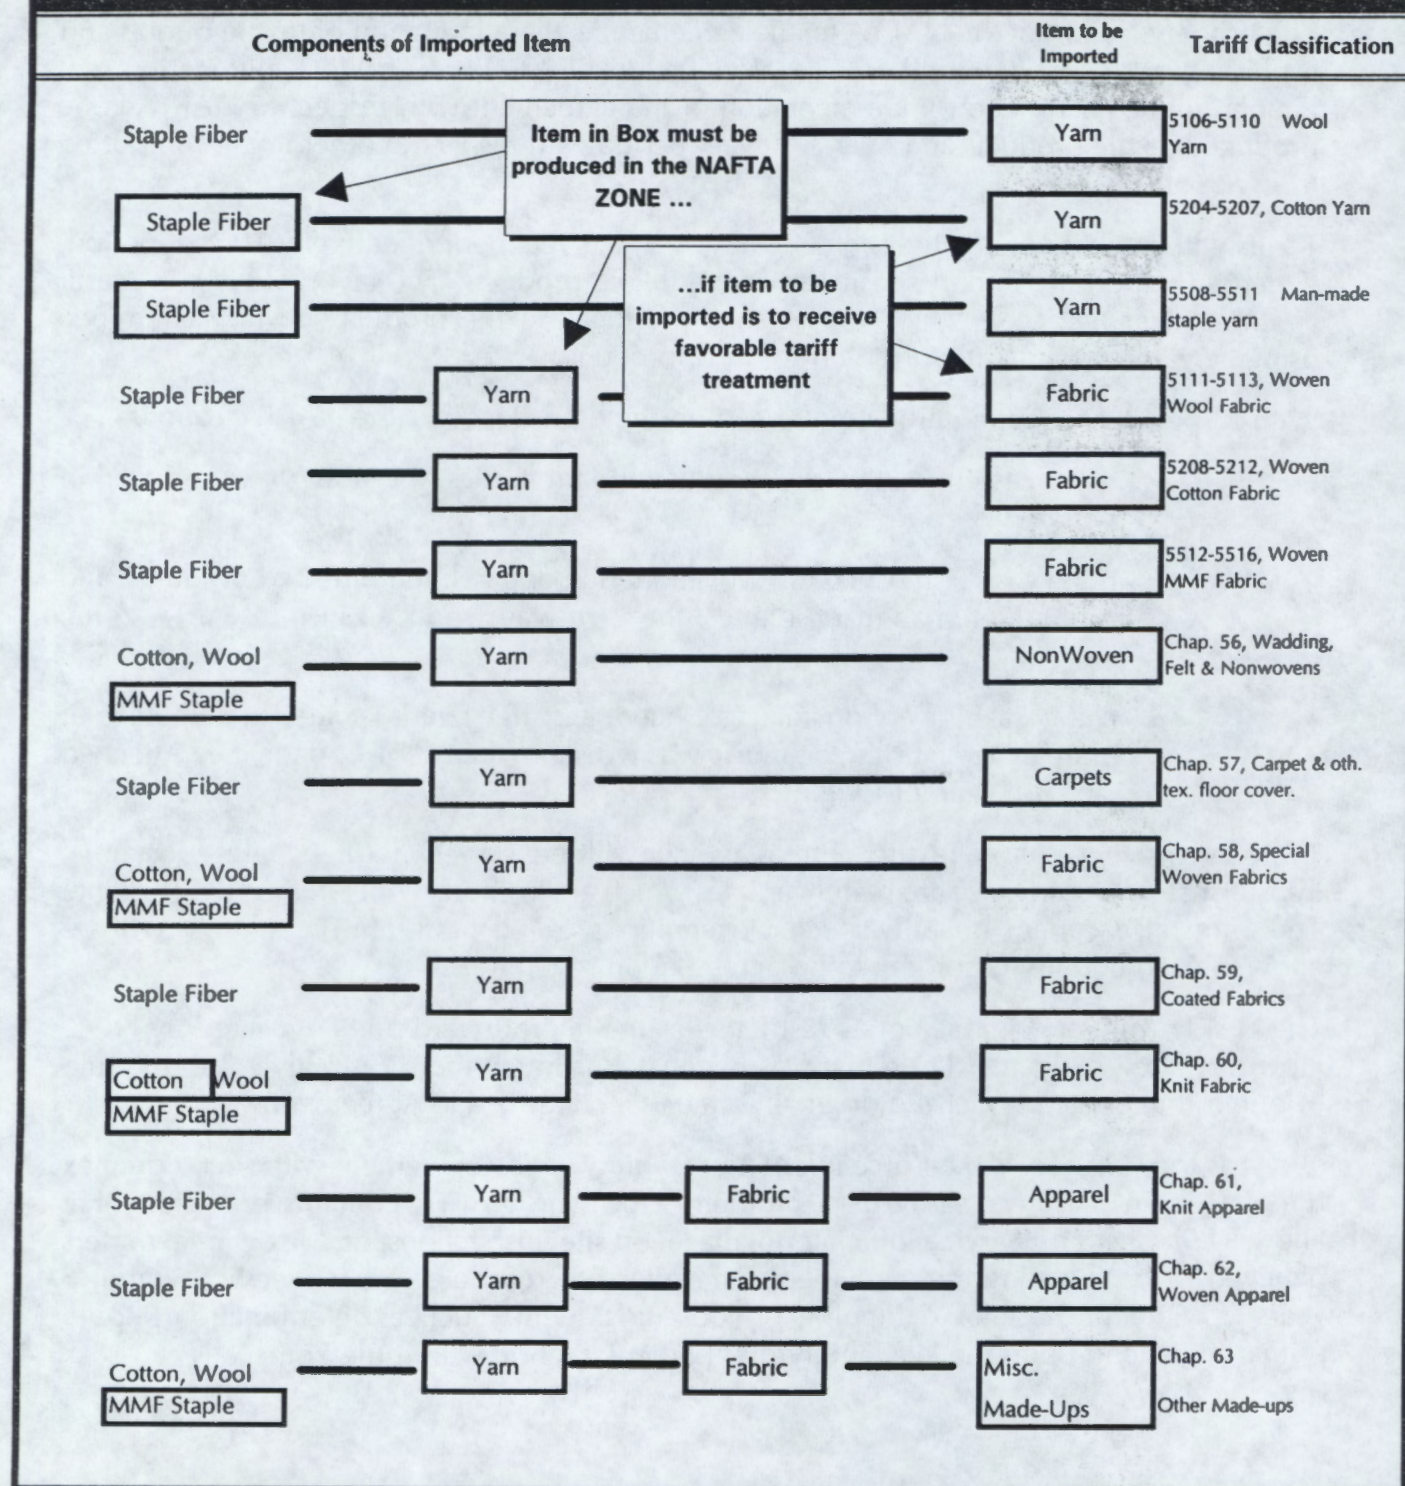 Components of Imported Item
Item to be
Imported
Tariff Classification
Staple Fiber
Item in Box must be
produced in the NAFTA
ZONE ...
Yarn
5106-5110 Wool
Yarn
Staple Fiber
Yarn
5204-5207, Cotton Yarn
Staple Fiber
...if item to be
imported is to receive
favorable tariff
treatment
Yarn
5508-5511 Man-made
staple yarn
Staple Fiber
Yarn
Fabric
5111-5113, Woven
Wool Fabric
Staple Fiber
Yarn
Fabric
5208-5212, Woven
Cotton Fabric
Staple Fiber
Yarn
Fabric
5512-5516, Woven
MMF Fabric
Cotton, Wool
MMF Staple
Yarn
NonWoven
Chap. 56, Wadding,
Felt & Nonwovens
Staple Fiber
Yarn
Carpets
Chap. 57, Carpet & oth.
tex. floor cover.
Cotton, Wool
MMF Staple
Yarn
Fabric
Chap. 58, Special
Woven Fabrics
Staple Fiber
Yarn
Fabric
Chap. 59,
Coated Fabrics
Cotton Wool
MMF Staple
Yarn
Fabric
Chap. 60,
Knit Fabric
Staple Fiber
Yarn
Fabric
Apparel
Chap. 61,
Knit Apparel
Staple Fiber
Yarn
Fabric
Apparel
Chap. 62,
Woven Apparel
Cotton, Wool
MMF Staple
Yarn
Fabric
Misc.
Made-Ups
Chap. 63
Other Made-ups